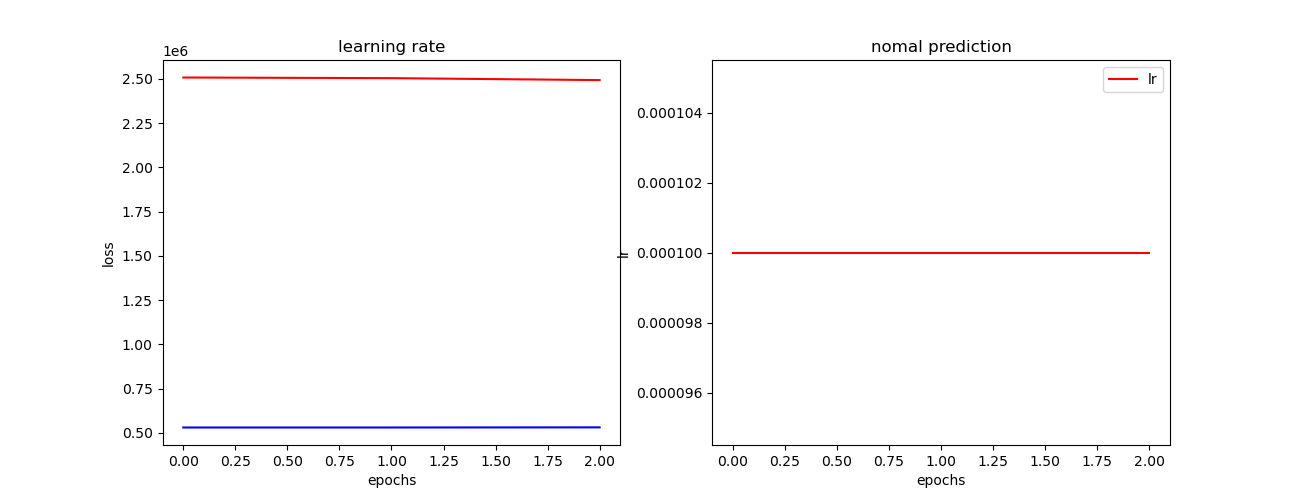 learning rate
1e6
2.50
2.25
2.00
1.75
1.50
1.25
1.00
0.75
0.50
loss
0.00 0.25 0.50 0.75 1.00 1.25 1.50 1.75 2.00
epochs
nomal prediction
lr
0.000104
0.000102
0.000100
0.000098
0.000096
lr
0.00 0.25 0.50 0.75 1.00 1.25 1.50 1.75 2.00
epochs